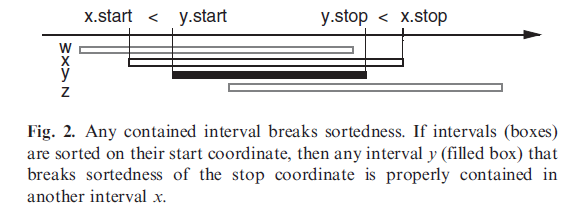 x.start < y.start y.stop < x.stop
w
x
y
z
Fig. 2. Any contained interval breaks sortedness. If intervals (boxes)
are sorted on their start coordinate, then any interval y (filled box) that
breaks sortedness of the stop coordinate is properly contained in
another interval x.